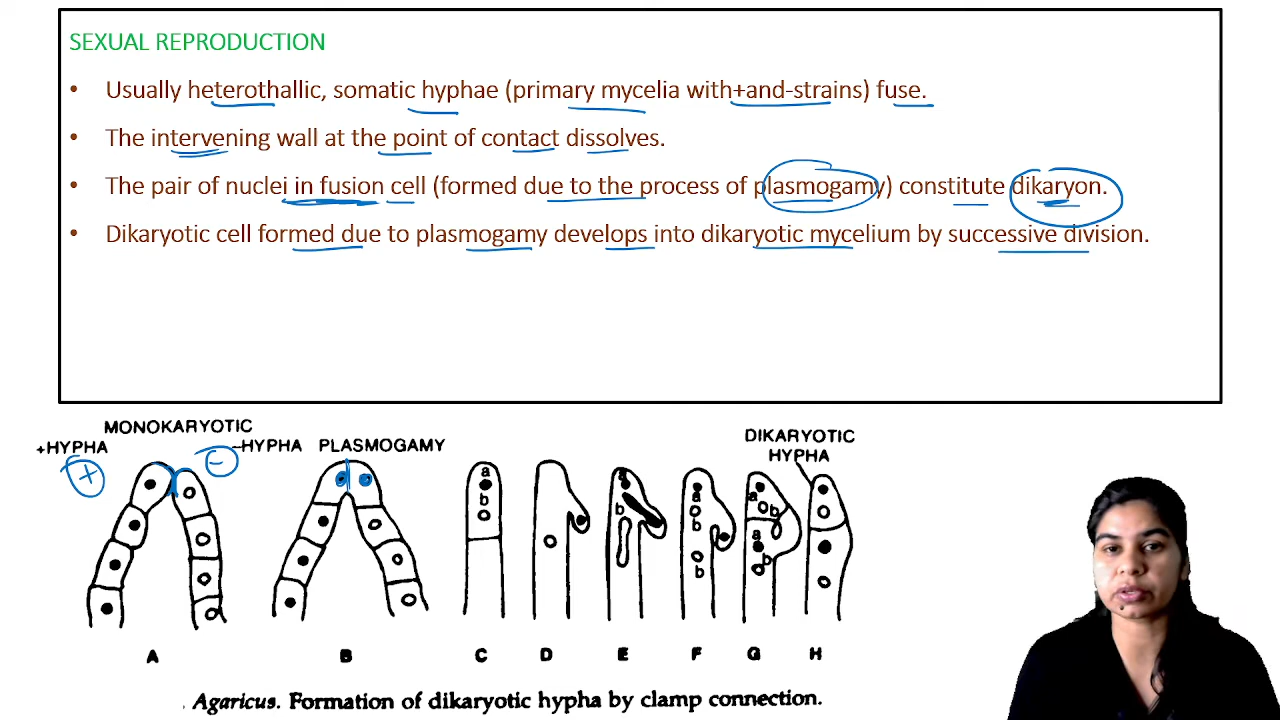 SEXUAL REPRODUCTION
• Usually heterothallic, somatic hyphae (primary mycelia with+and-strains) fuse.
• The intervening wall at the point of contact dissolves.
• The pair of nuclei in fusion cell (formed due to the process of plasmogamy) constitute dikaryon.
• Dikaryotic cell formed due to plasmogamy develops into dikaryotic mycelium by successive division.
MONOKARYOTIC
+HYPHA
-HYPHA
PLASMOGAMY
DIKARYOTIC
HYPHA
+
-
a
b
a
b
a
b
b
a
b
a
b
A B C D E F G H
Agaricus. Formation of dikaryotic hypha by clamp connection.